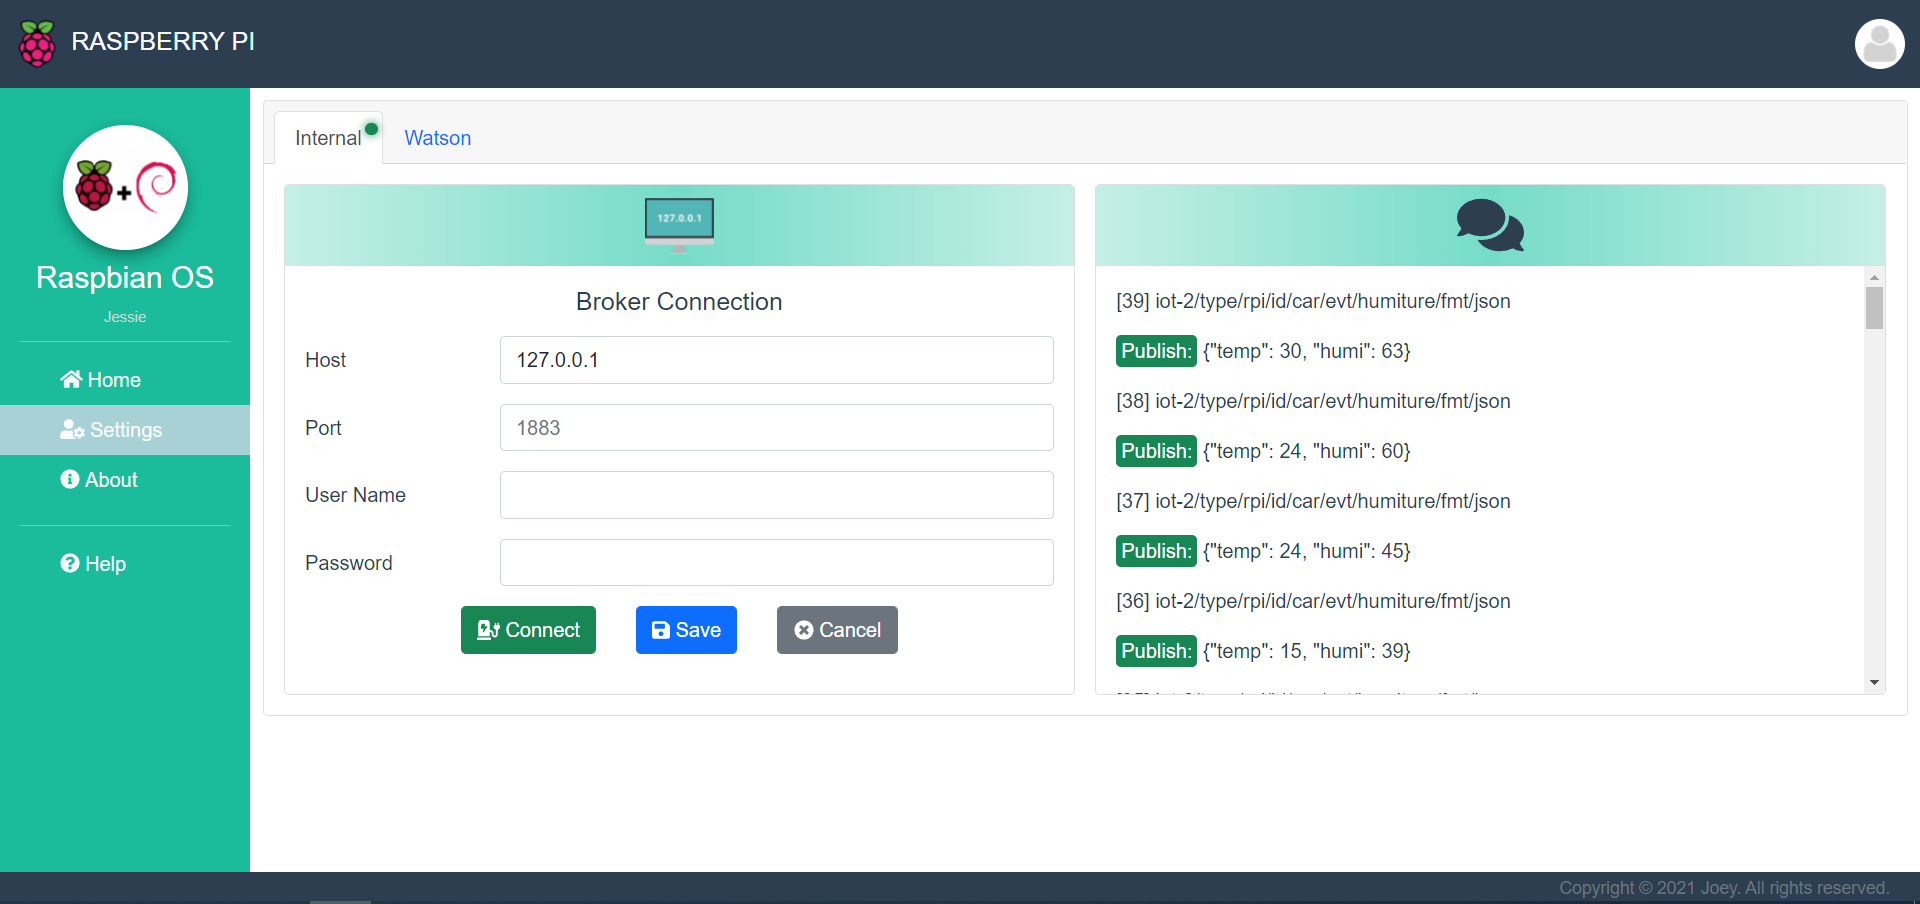 RASPBERRY PI
Raspbian OS
Jessie
Home
Settings
About
Help
Internal
Watson
127.0.0.1
Broker Connection
Host
127.0.0.1
Port
1883
User Name
Password
Connect
Save
Cancel
[39] iot-2/type/rpi/id/car/evt/humiture/fmt/json
Publish: {"temp": 30, "humi": 63}
[38] iot-2/type/rpi/id/car/evt/humiture/fmt/json
Publish: {"temp": 24, "humi": 60}
[37] iot-2/type/rpi/id/car/evt/humiture/fmt/json
Publish: {"temp": 24, "humi": 45}
[36] iot-2/type/rpi/id/car/evt/humiture/fmt/json
Publish: {"temp": 15, "humi": 39}
Copyright © 2021 Joey. All rights reserved.